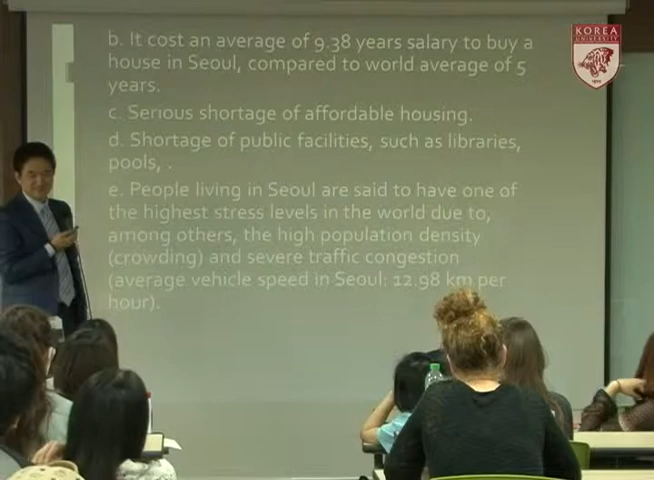 KOREA
UNIVERSITY
b. It cost an average of 9.38 years salary to buy a
house in Seoul, compared to world average of 5
years.
c. Serious shortage of affordable housing.
d. Shortage of public facilities, such as libraries,
pools, .
e. People living in Seoul are said to have one of
the highest stress levels in the world due to,
among others, the high population density
(crowding) and severe traffic congestion
(average vehicle speed in Seoul: 12.98 km per
hour).